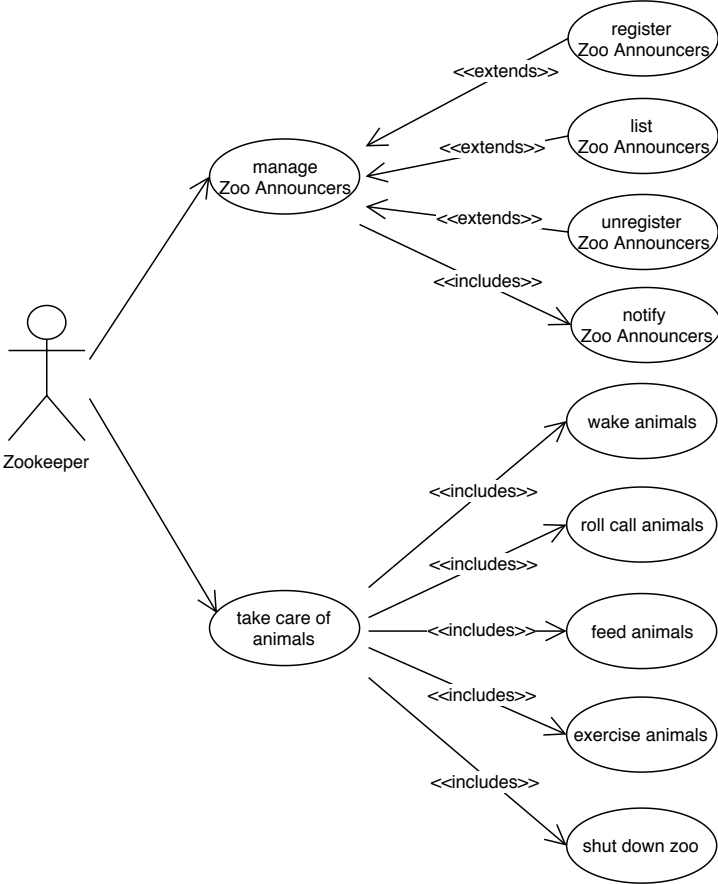 register
Zoo Announcers
<<extends>>
list
Zoo Announcers
<<extends>>
manage
Zoo Announcers
unregister
Zoo Announcers
<<extends>>
<<includes>>
notify
Zoo Announcers
Zookeeper
wake animals
<<includes>>
roll call animals
<<includes>>
take care of
animals
<<includes>>
feed animals
<<includes>>
exercise animals
<<includes>>
shut down zoo